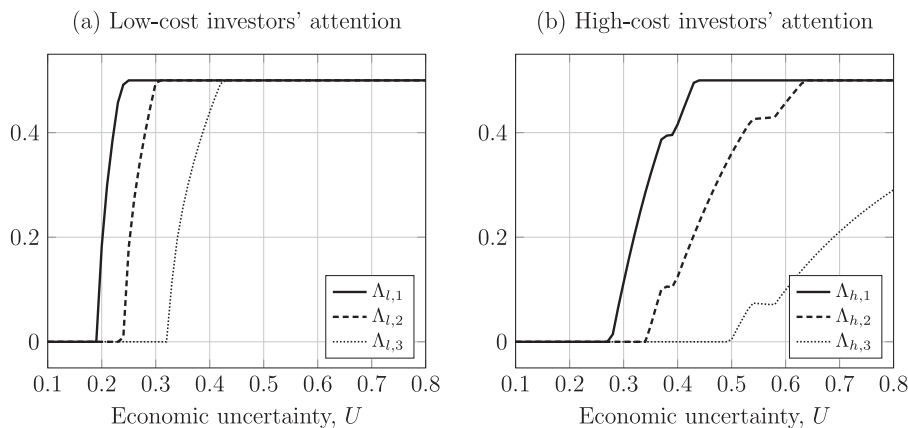 (a) Low-cost investors' attention
0.4
0.2
0
0.1 0.2 0.3 0.4 0.5 0.6 0.7 0.8
Λl,1
Λl,2
Λl,3
Economic uncertainty, U
(b) High-cost investors' attention
0.4
0.2
0
0.1 0.2 0.3 0.4 0.5 0.6 0.7 0.8
Λh,1
Λh,2
Λh,3
Economic uncertainty, U